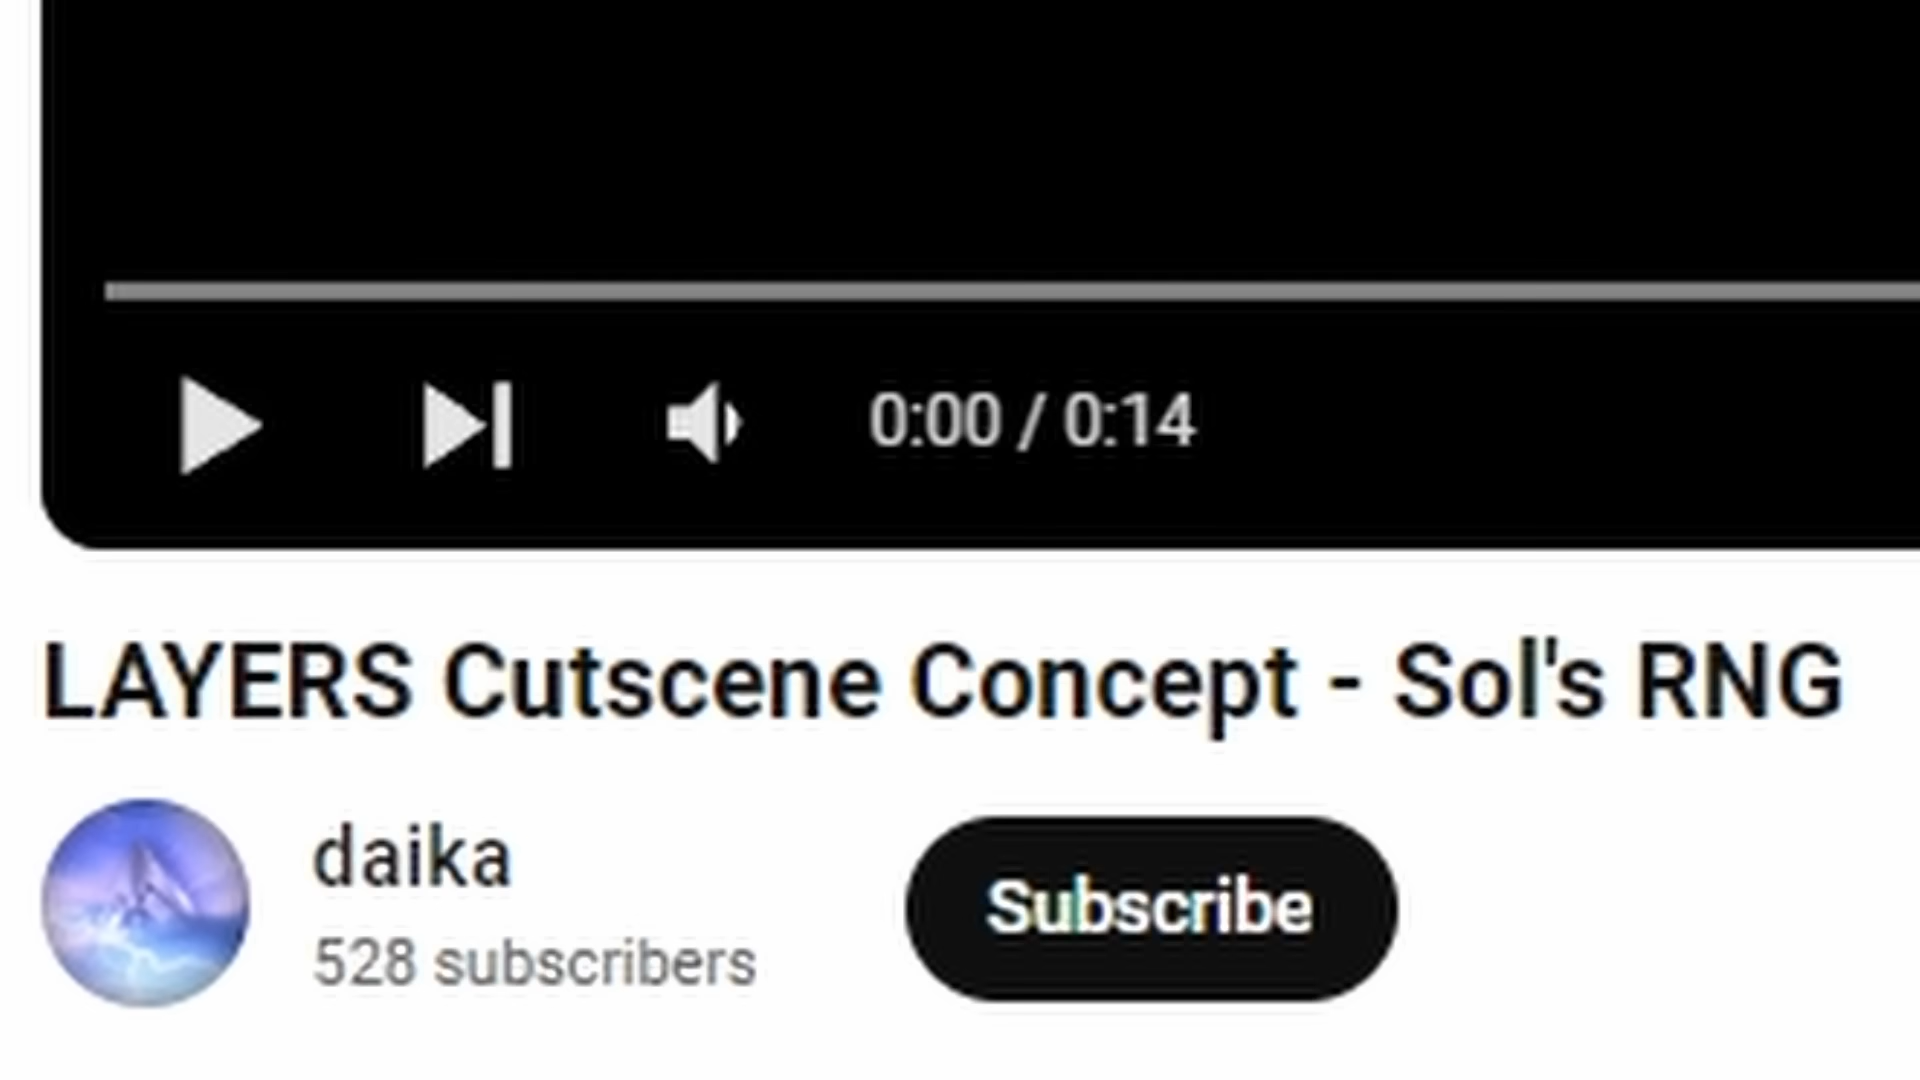 0:00 / 0:14
LAYERS Cutscene Concept - Sol's RNG
daika
Subscribe
528 subscribers